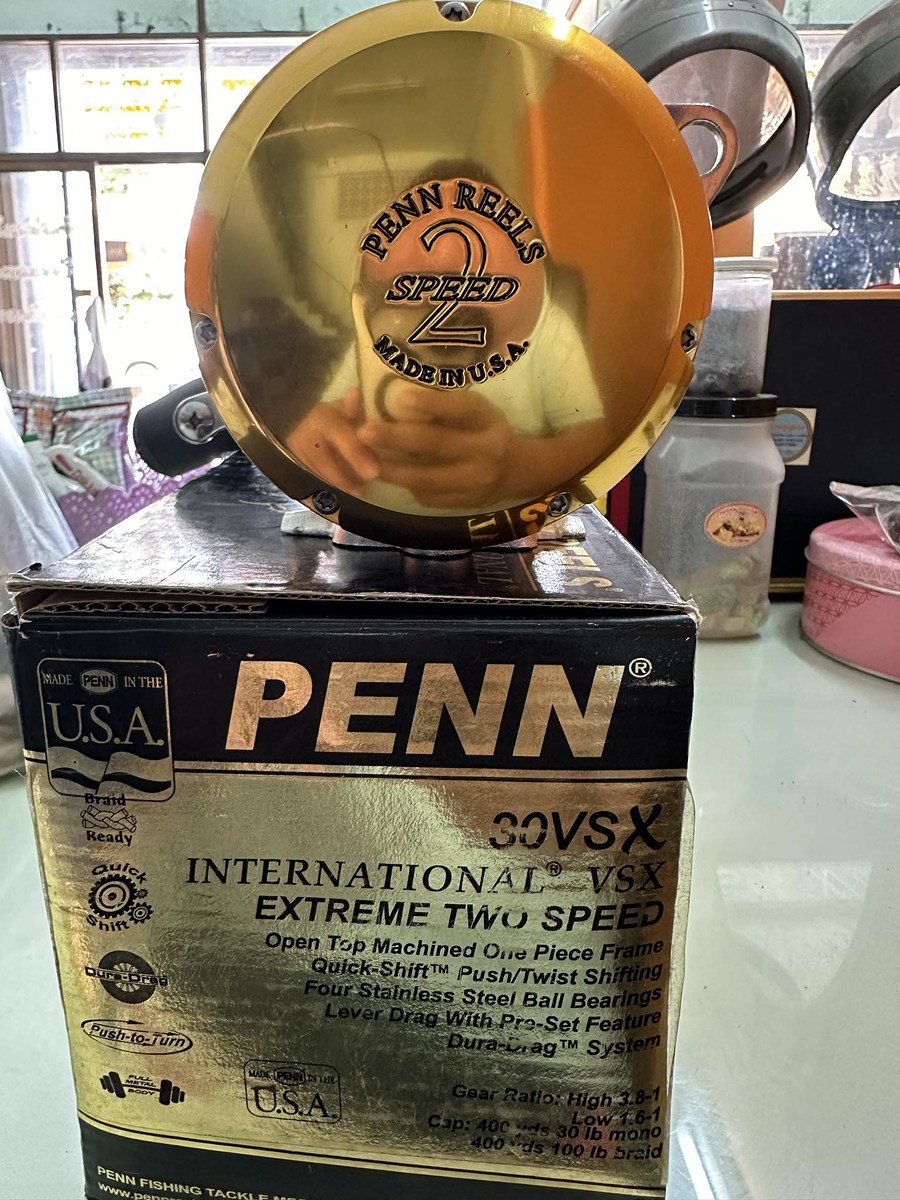 PENN REELS
2
SPEED
MADE IN U.S.A.
MADE PENN IN THE
U.S.A.
PENN®
Braid
Ready
Quick
Shift
Dura-Drag
Push-to-Turn
FULL
METAL
BODY
30VSX
INTERNATIONAL® VSX
EXTREME TWO SPEED
Open Top Machined One Piece Frame
Quick-Shift™ Push/Twist Shifting
Four Stainless Steel Ball Bearings
Lever Drag With Pre-Set Feature
Dura-Drag™ System
MADE PENN IN THE
U.S.A.
Gear Ratio: High 3.8-1
Low 1.6-1
Cap: 400 yds 30 lb mono
400 yds 100 lb braid
PENN FISHING TACKLE